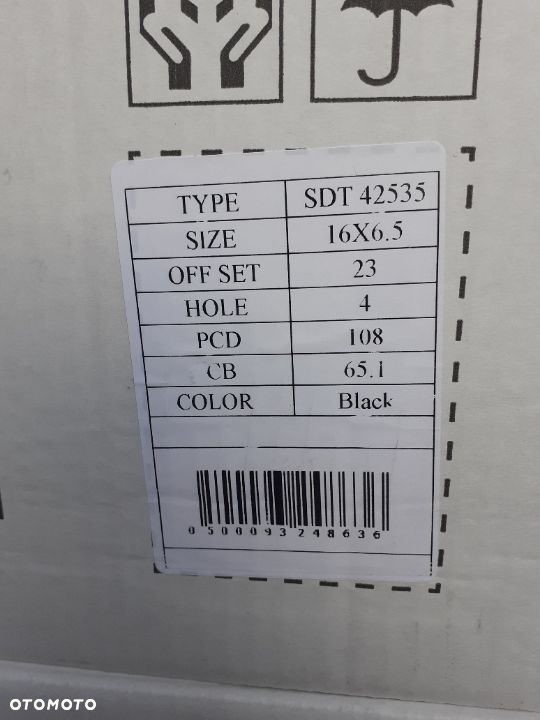 TYPE SDT 42535
SIZE 16X6.5
OFF SET 23
HOLE 4
PCD 108
CB 65.1
COLOR Black
0500093248636
OTOMOTO